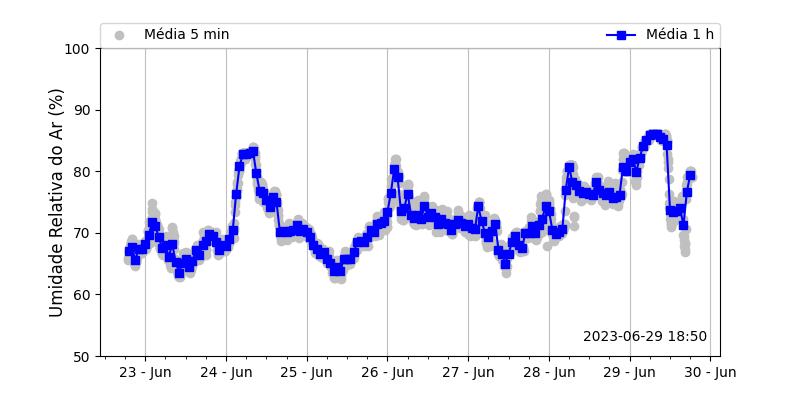 Média 5 min
Média 1 h
100
90
80
70
60
50
Umidade Relativa do Ar (%)
2023-06-29 18:50
23 - Jun
24 - Jun
25 - Jun
26 - Jun
27 - Jun
28 - Jun
29 - Jun
30 - Jun